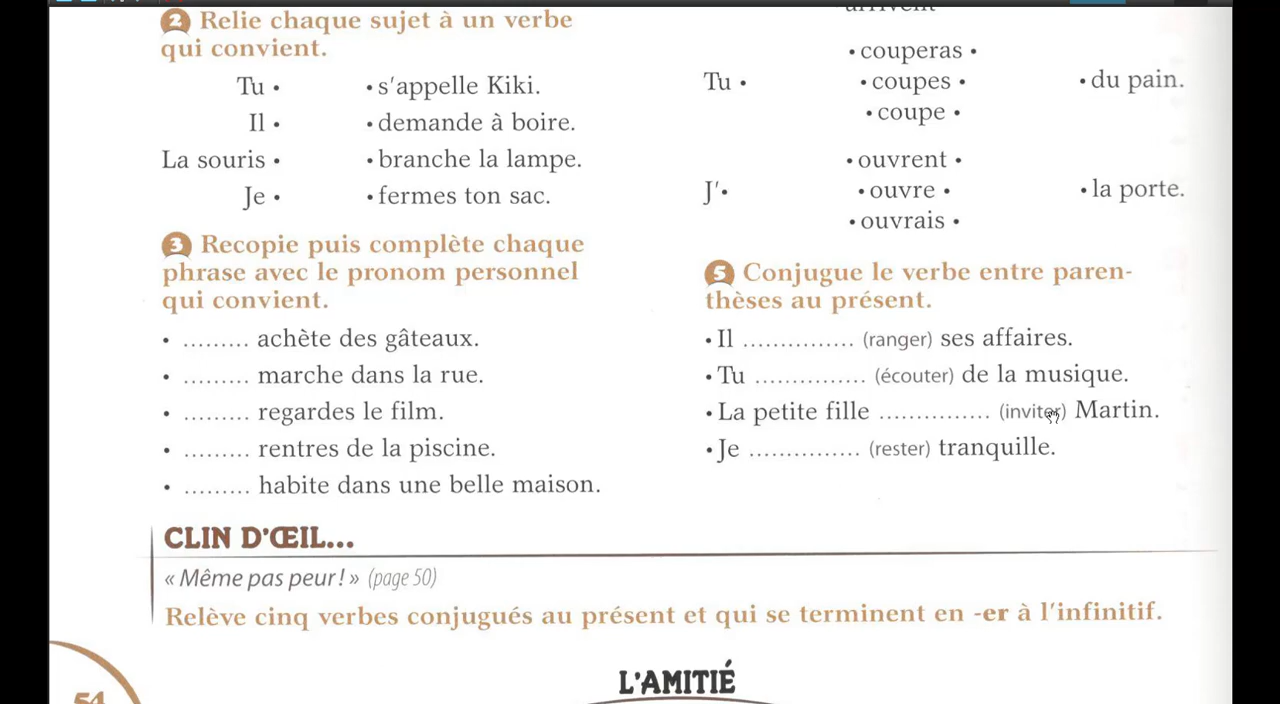 ❷ Relie chaque sujet à un verbe
qui convient.
Tu • • s'appelle Kiki.
Il • • demande à boire.
La souris • • branche la lampe.
Je • • fermes ton sac.
❸ Recopie puis complète chaque
phrase avec le pronom personnel
qui convient.
• ......... achète des gâteaux.
• ......... marche dans la rue.
• ......... regardes le film.
• ......... rentres de la piscine.
• ......... habite dans une belle maison.
• couperas •
Tu • • coupes • • du pain.
• coupe •
• ouvrent •
J'• • ouvre • • la porte.
• ouvrais •
❺ Conjugue le verbe entre paren-
thèses au présent.
• Il ............... (ranger) ses affaires.
• Tu ............... (écouter) de la musique.
• La petite fille ............... (inviter) Martin.
• Je ............... (rester) tranquille.
CLIN D'ŒIL...
« Même pas peur ! » (page 50)
Relève cinq verbes conjugués au présent et qui se terminent en -er à l'infinitif.
54
L'AMITIÉ